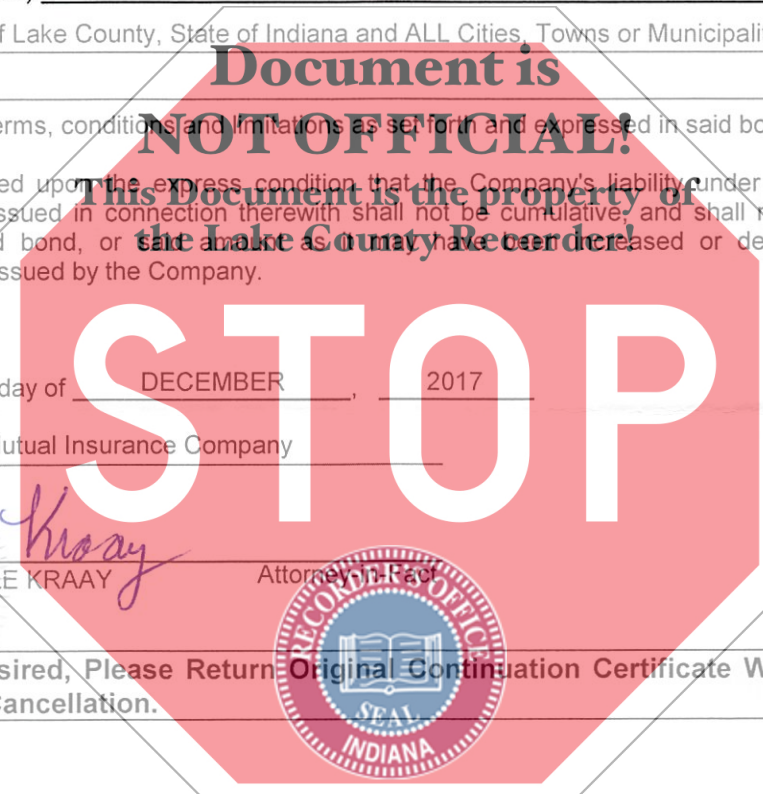 f Lake County, State of Indiana and ALL Cities, Towns or Municipalit
Document is
NOT OFFICIAL!
erms, conditions and limitations as set forth and expressed in said bo
This Document is the property of
ed upon the express condition that the Company's liability under
ssued in connection therewith shall not be cumulative, and shall
the Lake County Recorder!
d bond, or said amount as it may have been increased or de
ssued by the Company.
STOP
day of DECEMBER, 2017
utual Insurance Company
Kraay
E KRAAY Attorney-in-Fact
RECORDER'S OFFICE
SEAL
INDIANA
sired, Please Return Original Continuation Certificate W
Cancellation.